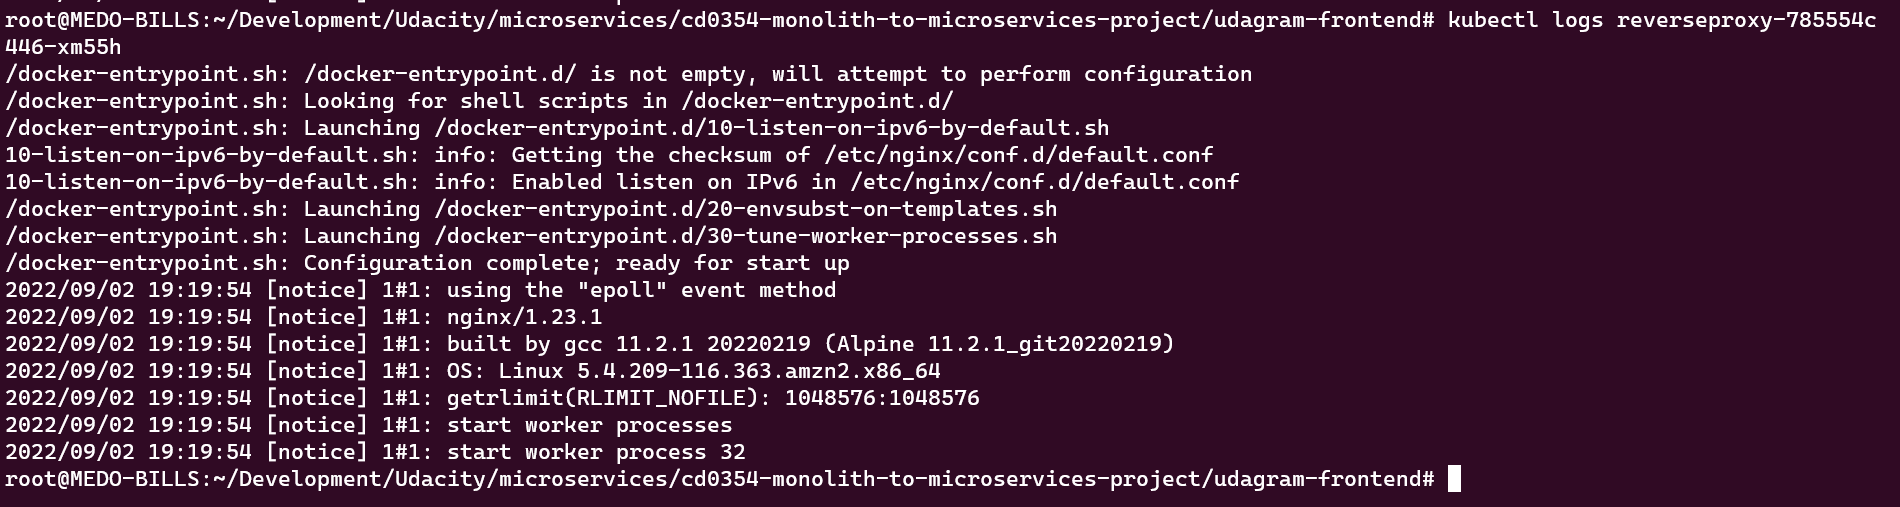 root@MEDO-BILLS:~/Development/Udacity/microservices/cd0354-monolith-to-microservices-project/udagram-frontend# kubectl logs reverseproxy-785554c
446-xm55h
/docker-entrypoint.sh: /docker-entrypoint.d/ is not empty, will attempt to perform configuration
/docker-entrypoint.sh: Looking for shell scripts in /docker-entrypoint.d/
/docker-entrypoint.sh: Launching /docker-entrypoint.d/10-listen-on-ipv6-by-default.sh
10-listen-on-ipv6-by-default.sh: info: Getting the checksum of /etc/nginx/conf.d/default.conf
10-listen-on-ipv6-by-default.sh: info: Enabled listen on IPv6 in /etc/nginx/conf.d/default.conf
/docker-entrypoint.sh: Launching /docker-entrypoint.d/20-envsubst-on-templates.sh
/docker-entrypoint.sh: Launching /docker-entrypoint.d/30-tune-worker-processes.sh
/docker-entrypoint.sh: Configuration complete; ready for start up
2022/09/02 19:19:54 [notice] 1#1: using the "epoll" event method
2022/09/02 19:19:54 [notice] 1#1: nginx/1.23.1
2022/09/02 19:19:54 [notice] 1#1: built by gcc 11.2.1 20220219 (Alpine 11.2.1_git20220219)
2022/09/02 19:19:54 [notice] 1#1: OS: Linux 5.4.209-116.363.amzn2.x86_64
2022/09/02 19:19:54 [notice] 1#1: getrlimit(RLIMIT_NOFILE): 1048576:1048576
2022/09/02 19:19:54 [notice] 1#1: start worker processes
2022/09/02 19:19:54 [notice] 1#1: start worker process 32
root@MEDO-BILLS:~/Development/Udacity/microservices/cd0354-monolith-to-microservices-project/udagram-frontend#